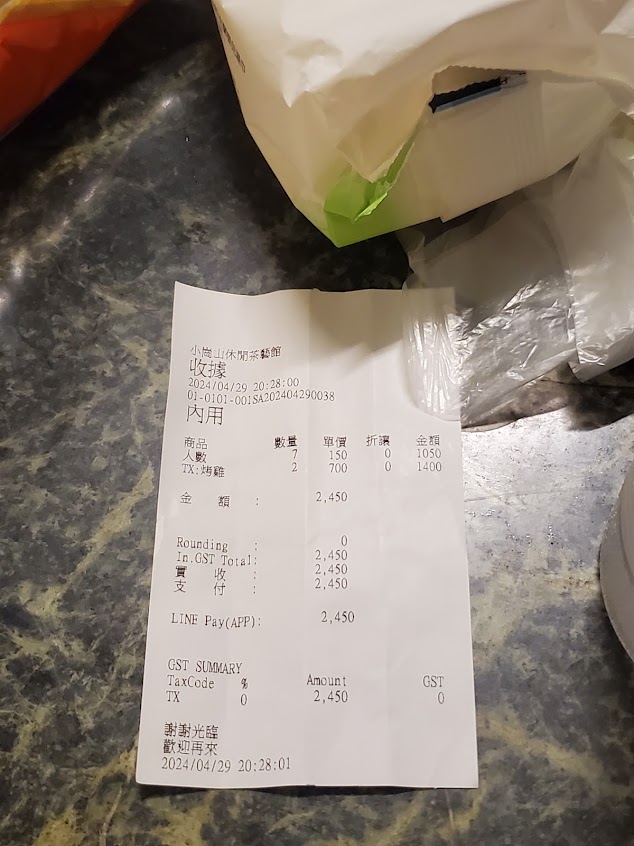 小崗山休閒茶藝館
收據
2024/04/29 20:28:00
01-0101-001SA202404290038
內用
商品 數量 單價 折讓 金額
人數 7 150 0 1050
TX:烤雞 2 700 0 1400
金 額 : 2,450
Rounding : 0
In.GST Total: 2,450
實 收 : 2,450
支 付 : 2,450
LINE Pay(APP): 2,450
GST SUMMARY
TaxCode % Amount GST
TX 0 2,450 0
謝謝光臨
歡迎再來
2024/04/29 20:28:01